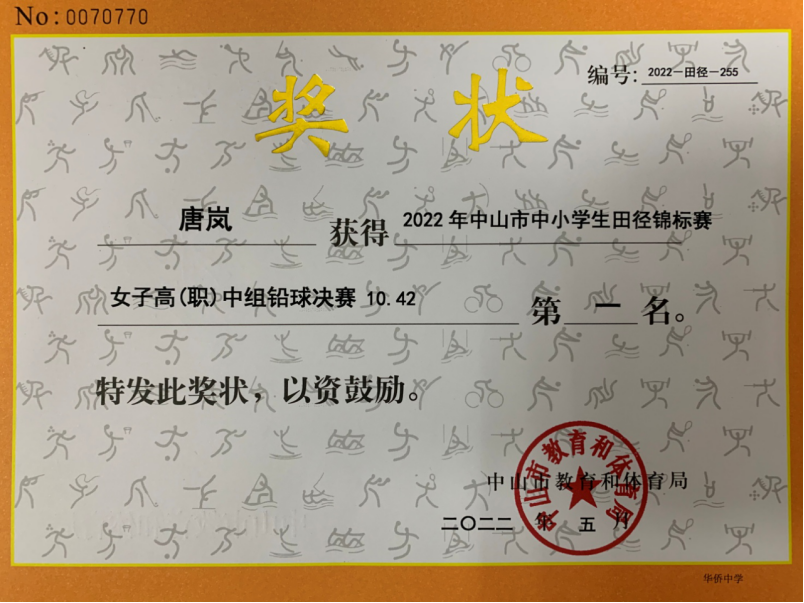 No:0070770
编号: 2022－田径－255
奖 状
唐岚 获得 2022 年中山市中小学生田径锦标赛
女子高(职)中组铅球决赛 10.42 第 一 名。
特发此奖状，以资鼓励。
中山市教育和体育局
中山市教育和体育局
二〇二二 年 五 月
华侨中学